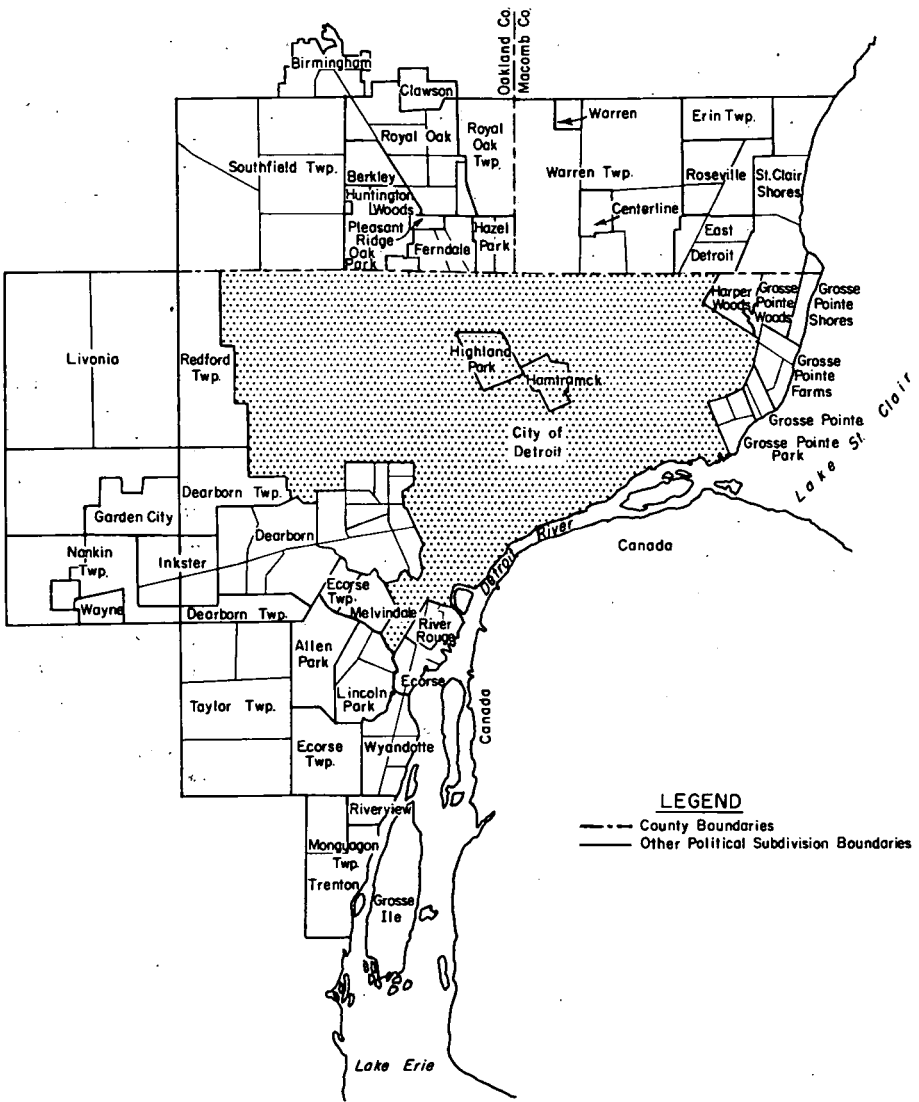 Oakland Co.
Macomb Co.
Birmingham
Clawson
Warren
Erin Twp.
Royal Oak
Royal
Oak
Twp.
Southfield Twp.
Warren Twp.
Roseville
St. Clair
Shores
Berkley
Huntington
Woods
Centerline
Pleasant
Ridge
Oak
Park
Ferndale
Hazel
Park
East
Detroit
Harper
Woods
Grosse
Pointe
Woods
Grosse
Pointe
Shores
Livonia
Redford
Twp.
Highland
Park
Hamtramck
Grosse
Pointe
Farms
City of
Detroit
Grosse Pointe
Grosse Pointe
Park
Lake St. Clair
Dearborn Twp.
Garden City
Dearborn
Detroit River
Canada
Nankin
Twp.
Inkster
Wayne
Dearborn Twp.
Ecorse
Twp.
Melvindale
River
Rouge
Allen
Park
Ecorse
Lincoln
Park
Taylor Twp.
Canada
Ecorse
Twp.
Wyandotte
Riverview
Monguagon
Twp.
Trenton
Grosse
Ile
Lake Erie
LEGEND
County Boundaries
Other Political Subdivision Boundaries